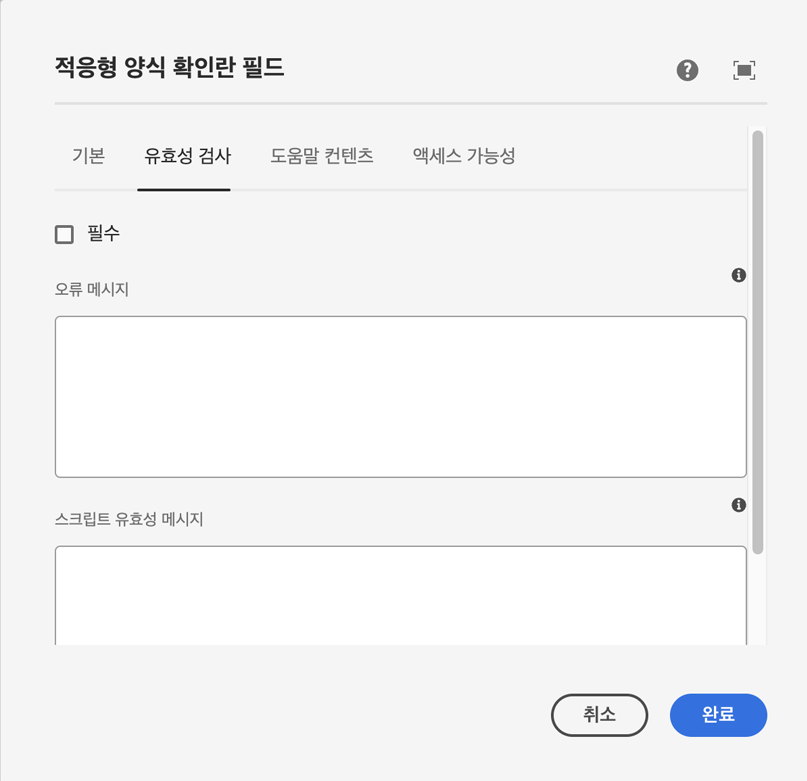 적응형 양식 확인란 필드
기본 유효성 검사 도움말 컨텐츠 액세스 가능성
필수
오류 메시지
스크립트 유효성 메시지
취소 완료